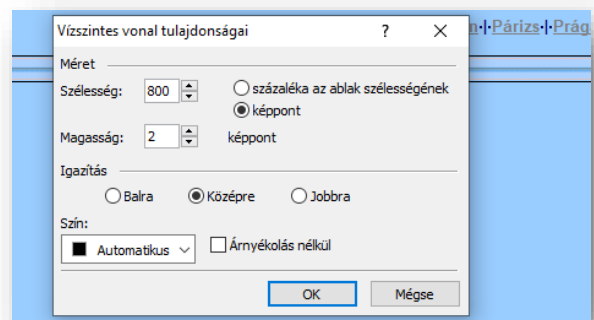 Vízszintes vonal tulajdonságai ? X
n·|·Párizs·|·Prág
Méret
Szélesség: 800 százaléka az ablak szélességének
képpont
Magasság: 2 képpont
Igazítás
Balra Középre Jobbra
Szín:
Automatikus Árnyékolás nélkül
OK Mégse